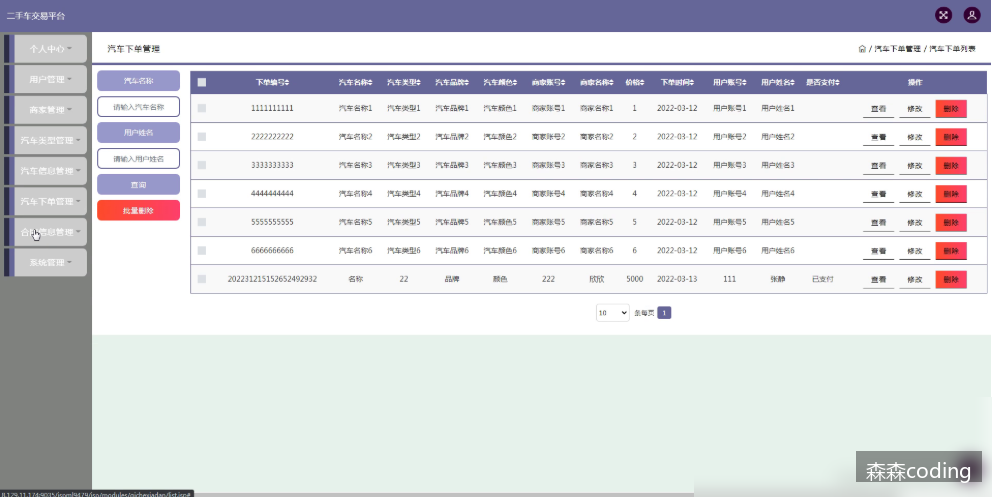 二手车交易平台
个人中心
用户管理
商家管理
汽车类型管理
汽车信息管理
汽车下单管理
信息管理
系统管理
汽车下单管理
/ 汽车下单管理 / 汽车下单列表
汽车名称
请输入汽车名称
用户姓名
请输入用户姓名
查询
批量删除
下单编号 汽车名称 汽车类型 汽车品牌 汽车颜色 商家账号 商家名称 价格 下单时间 用户账号 用户姓名 是否支付 操作
1111111111 汽车名称1 汽车类型1 汽车品牌1 汽车颜色1 商家账号1 商家名称1 1 2022-03-12 用户账号1 用户姓名1 查看 修改 删除
2222222222 汽车名称2 汽车类型2 汽车品牌2 汽车颜色2 商家账号2 商家名称2 2 2022-03-12 用户账号2 用户姓名2 查看 修改 删除
3333333333 汽车名称3 汽车类型3 汽车品牌3 汽车颜色3 商家账号3 商家名称3 3 2022-03-12 用户账号3 用户姓名3 查看 修改 删除
4444444444 汽车名称4 汽车类型4 汽车品牌4 汽车颜色4 商家账号4 商家名称4 4 2022-03-12 用户账号4 用户姓名4 查看 修改 删除
5555555555 汽车名称5 汽车类型5 汽车品牌5 汽车颜色5 商家账号5 商家名称5 5 2022-03-12 用户账号5 用户姓名5 查看 修改 删除
6666666666 汽车名称6 汽车类型6 汽车品牌6 汽车颜色6 商家账号6 商家名称6 6 2022-03-12 用户账号6 用户姓名6 查看 修改 删除
202231215152652492932 名称 22 品牌 颜色 222 欣欣 5000 2022-03-13 111 张静 已支付 查看 修改 删除
10 条每页 1
森森coding